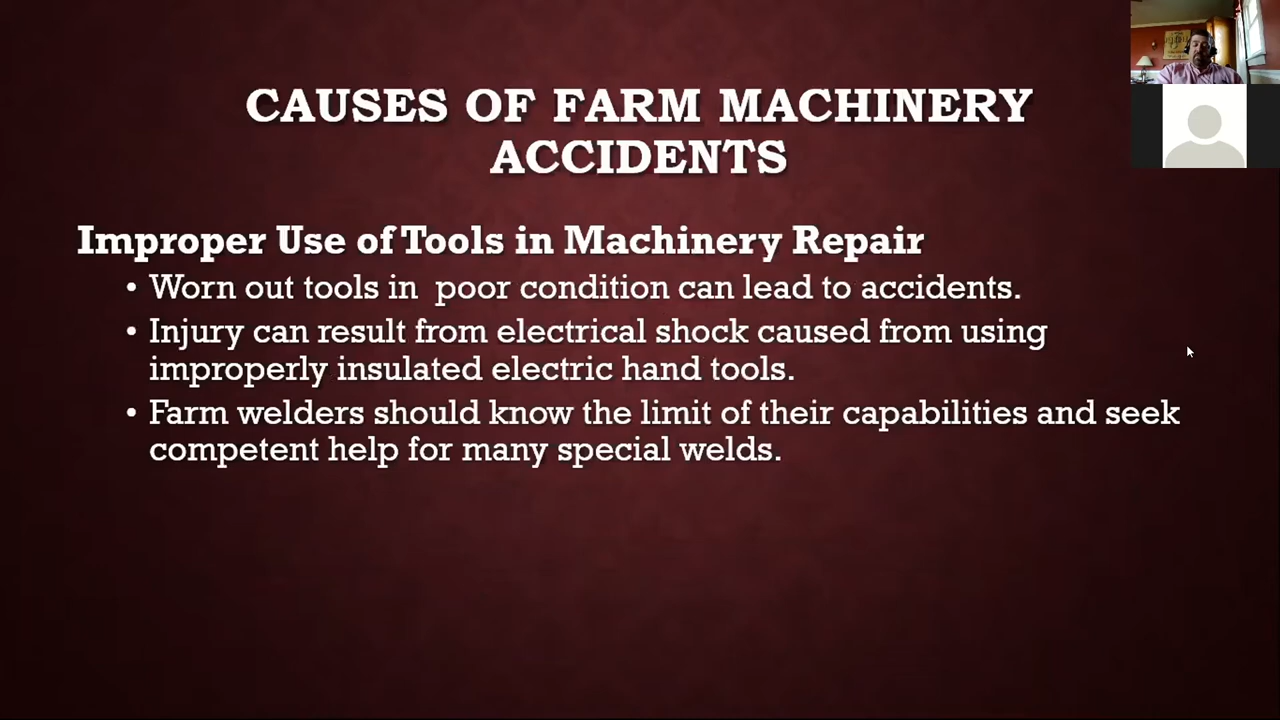 CAUSES OF FARM MACHINERY
ACCIDENTS
Improper Use of Tools in Machinery Repair
• Worn out tools in  poor condition can lead to accidents.
• Injury can result from electrical shock caused from using
improperly insulated electric hand tools.
• Farm welders should know the limit of their capabilities and seek
competent help for many special welds.